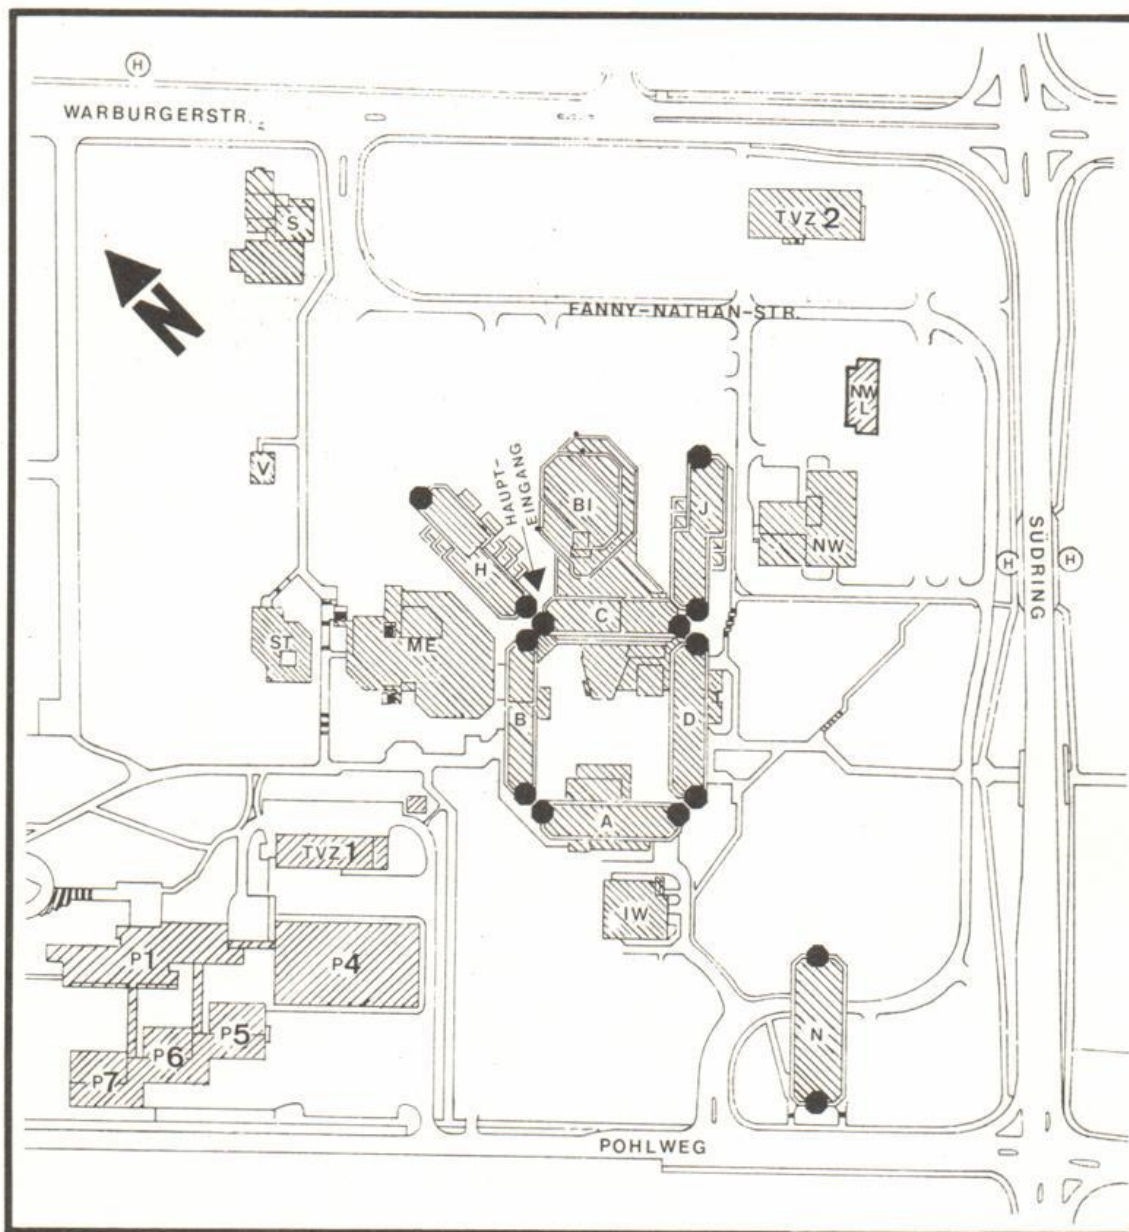 H
WARBURGERSTR.
S
TVZ 2
N
FANNY-NATHAN-STR.
NW
L
V
HAUPT-
EINGANG
BI
J
H
NW
SÜDRING
H
H
C
ST
ME
B
D
A
TVZ 1
IW
P1
P4
N
P5
P6
P7
POHLWEG